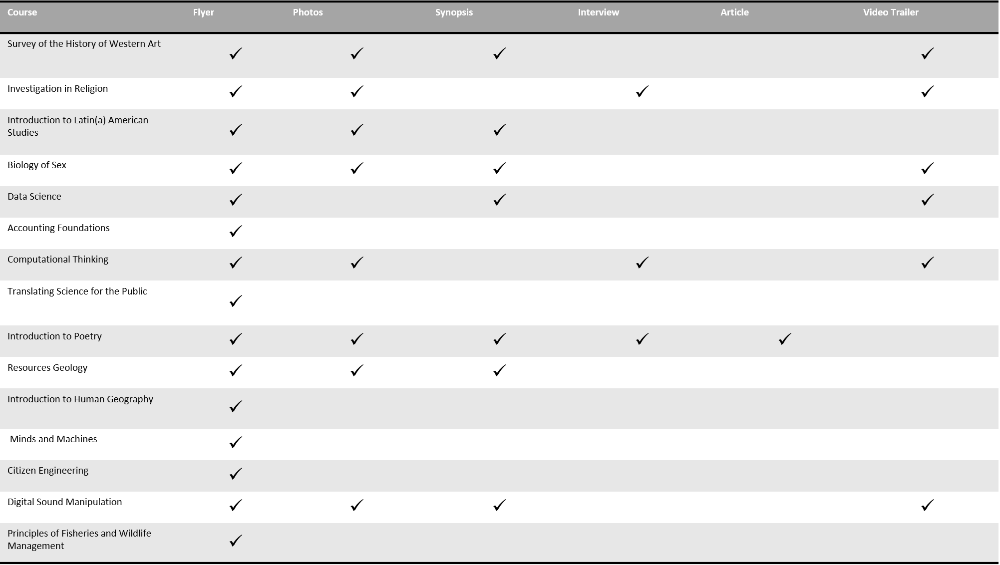 Course Flyer Photos Synopsis Interview Article Video Trailer
Survey of the History of Western Art ✓ ✓ ✓ ✓
Investigation in Religion ✓ ✓ ✓ ✓
Introduction to Latin(a) American
Studies ✓ ✓ ✓
Biology of Sex ✓ ✓ ✓ ✓
Data Science ✓ ✓ ✓
Accounting Foundations ✓
Computational Thinking ✓ ✓ ✓ ✓
Translating Science for the Public ✓
Introduction to Poetry ✓ ✓ ✓ ✓ ✓
Resources Geology ✓ ✓ ✓
Introduction to Human Geography ✓
Minds and Machines ✓
Citizen Engineering ✓
Digital Sound Manipulation ✓ ✓ ✓ ✓
Principles of Fisheries and Wildlife
Management ✓